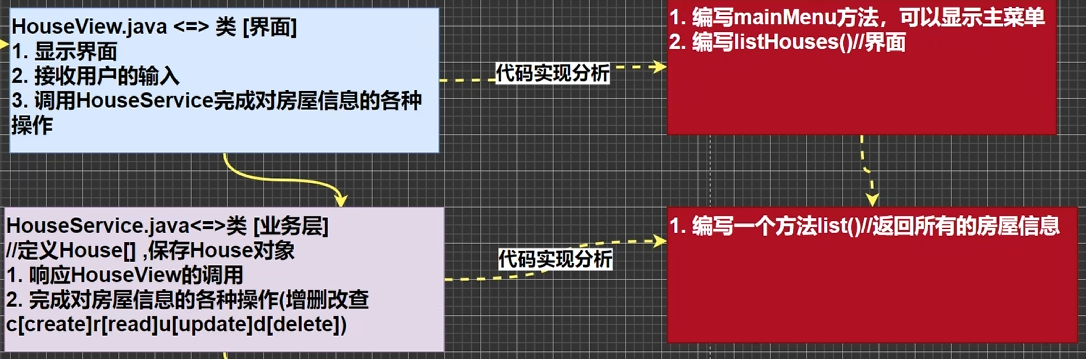 HouseView.java <=> 类 [界面]
1. 显示界面
2. 接收用户的输入
3. 调用HouseService完成对房屋信息的各种
操作
代码实现分析
1. 编写mainMenu方法，可以显示主菜单
2. 编写listHouses()//界面
HouseService.java<=>类 [业务层]
//定义House[] ,保存House对象
1. 响应HouseView的调用
2. 完成对房屋信息的各种操作(增删改查
c[create]r[read]u[update]d[delete])
代码实现分析
1. 编写一个方法list()//返回所有的房屋信息